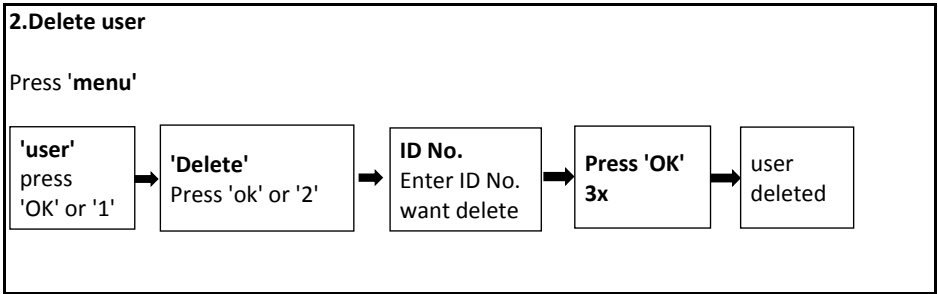 2.Delete user
Press 'menu'
'user'
press
'OK' or '1'
'Delete'
Press 'ok' or '2'
ID No.
Enter ID No.
want delete
Press 'OK'
3x
user
deleted